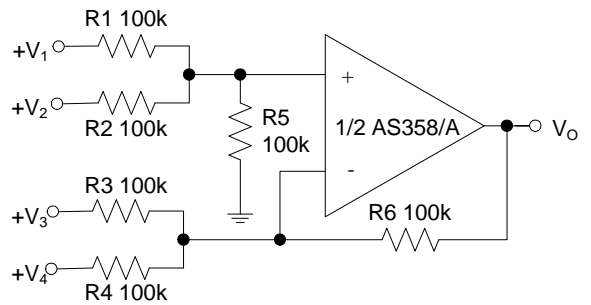 R1 100k
+V1
+V2
R2 100k
R5
100k
+
1/2 AS358/A
-
VO
R3 100k
+V3
R6 100k
+V4
R4 100k